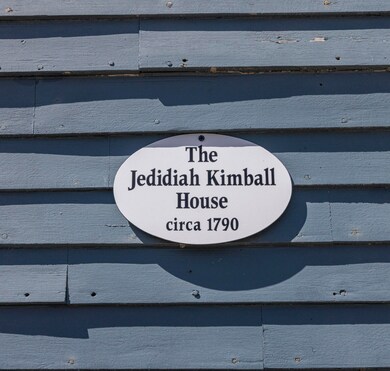 The
Jedidiah Kimball
House
circa 1790